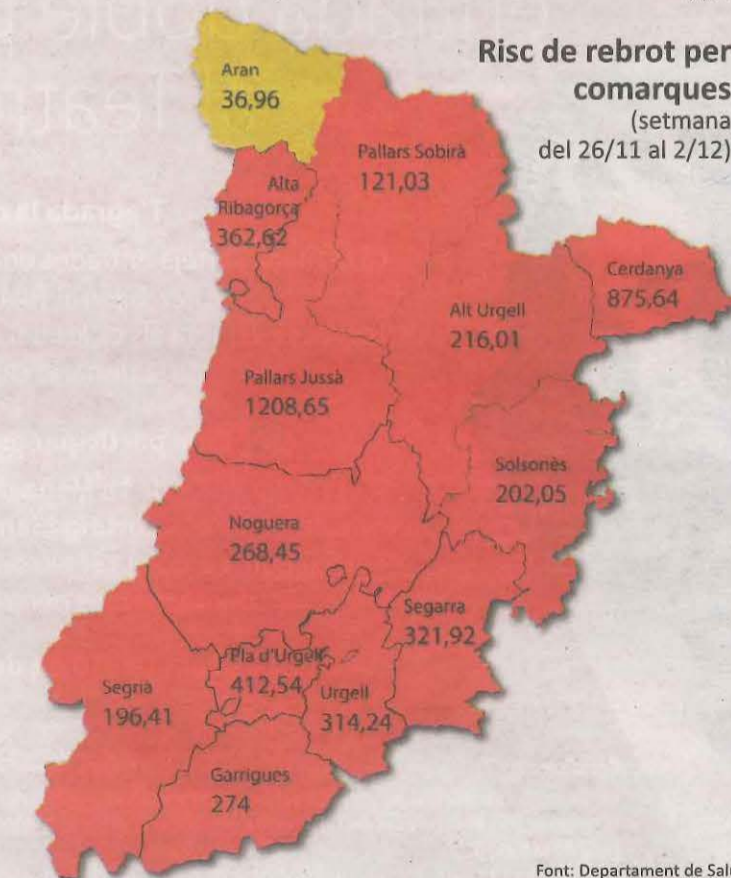 Risc de rebrot per
comarques
(setmana
del 26/11 al 2/12)
Aran
36,96
Pallars Sobirà
121,03
Alta
Ribagorça
362,62
Cerdanya
875,64
Alt Urgell
216,01
Pallars Jussà
1208,65
Solsonès
202,05
Noguera
268,45
Segarra
321,92
Pla d'Urgell
412,54
Urgell
314,24
Segrià
196,41
Garrigues
274
Font: Departament de Salu